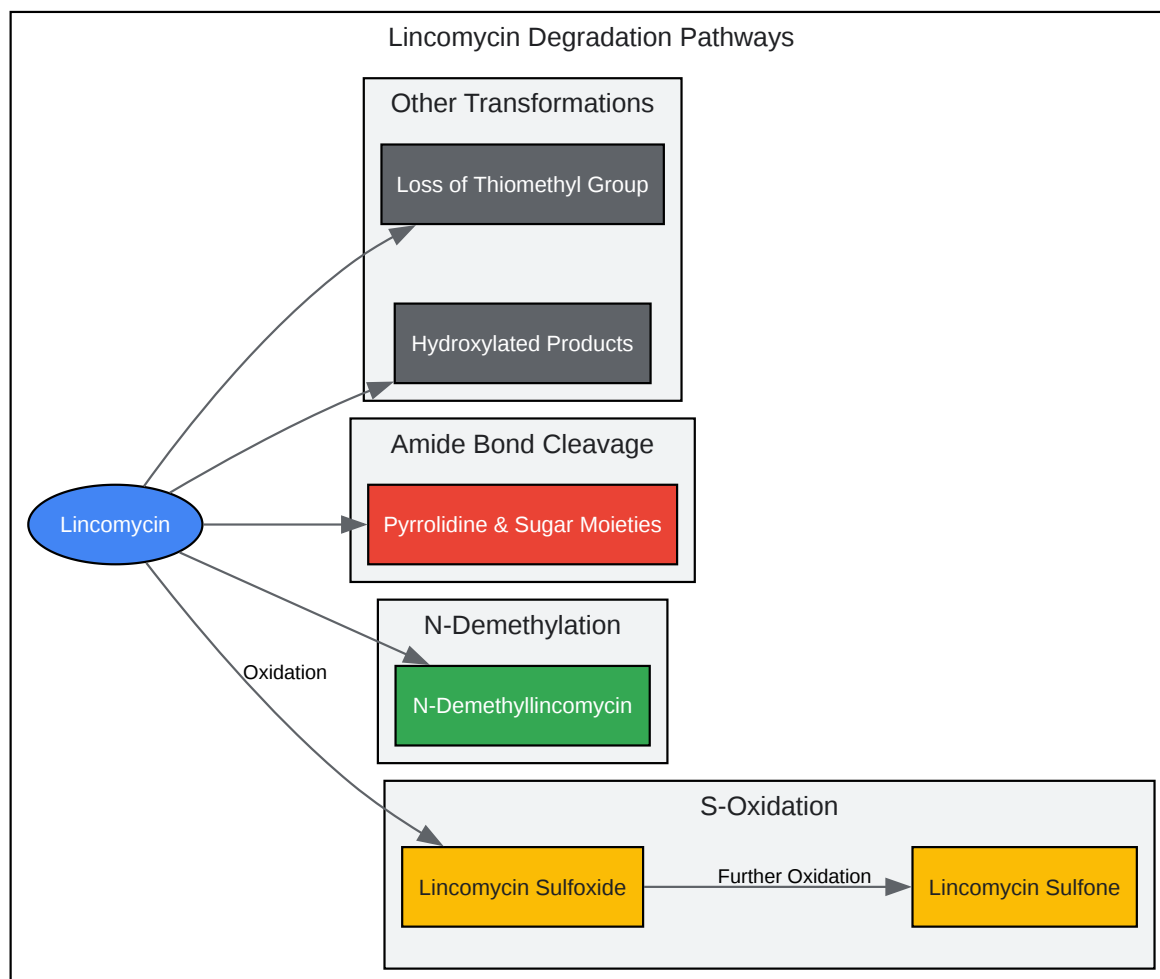 Lincomycin Degradation Pathways
Other Transformations
Loss of Thiomethyl Group
Hydroxylated Products
Amide Bond Cleavage
Lincomycin
Pyrrolidine & Sugar Moieties
N-Demethylation
Oxidation
N-Demethyllincomycin
S-Oxidation
Lincomycin Sulfoxide
Further Oxidation
Lincomycin Sulfone